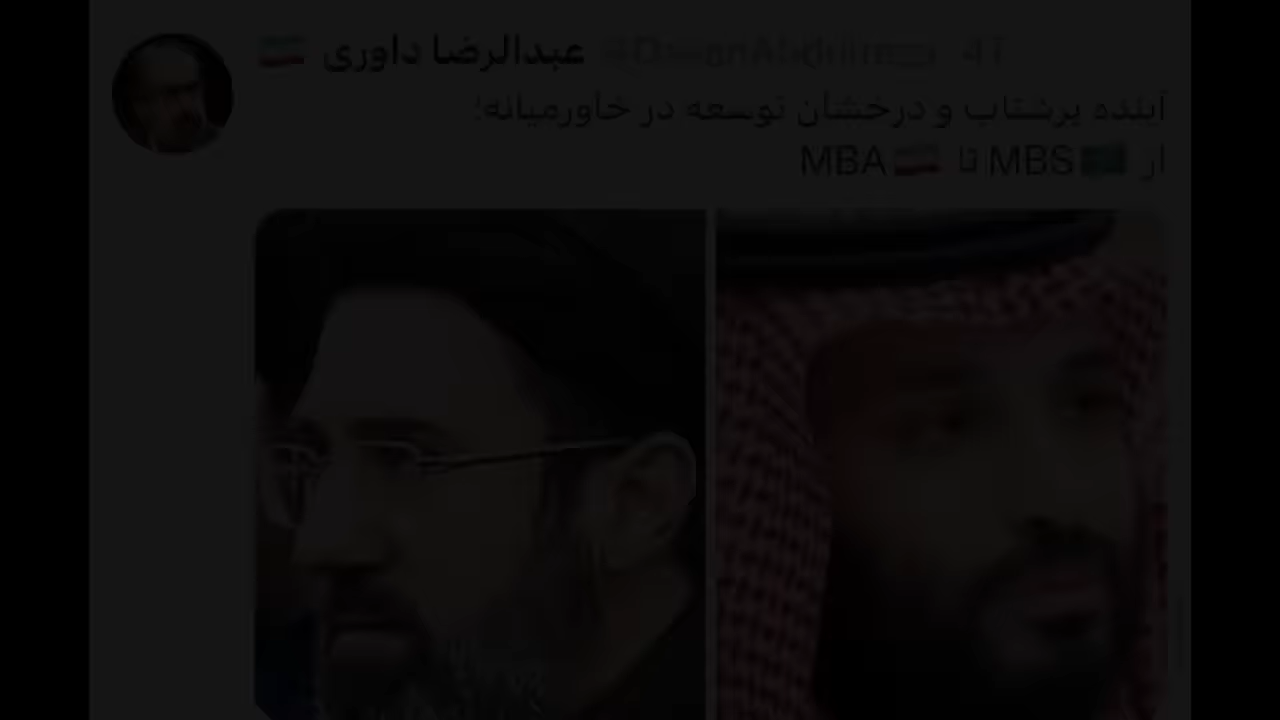 عبدالرضا داوری
آینده پرشتاب و درخشان توسعه در خاورمیانه؛
از MBS تا MBA